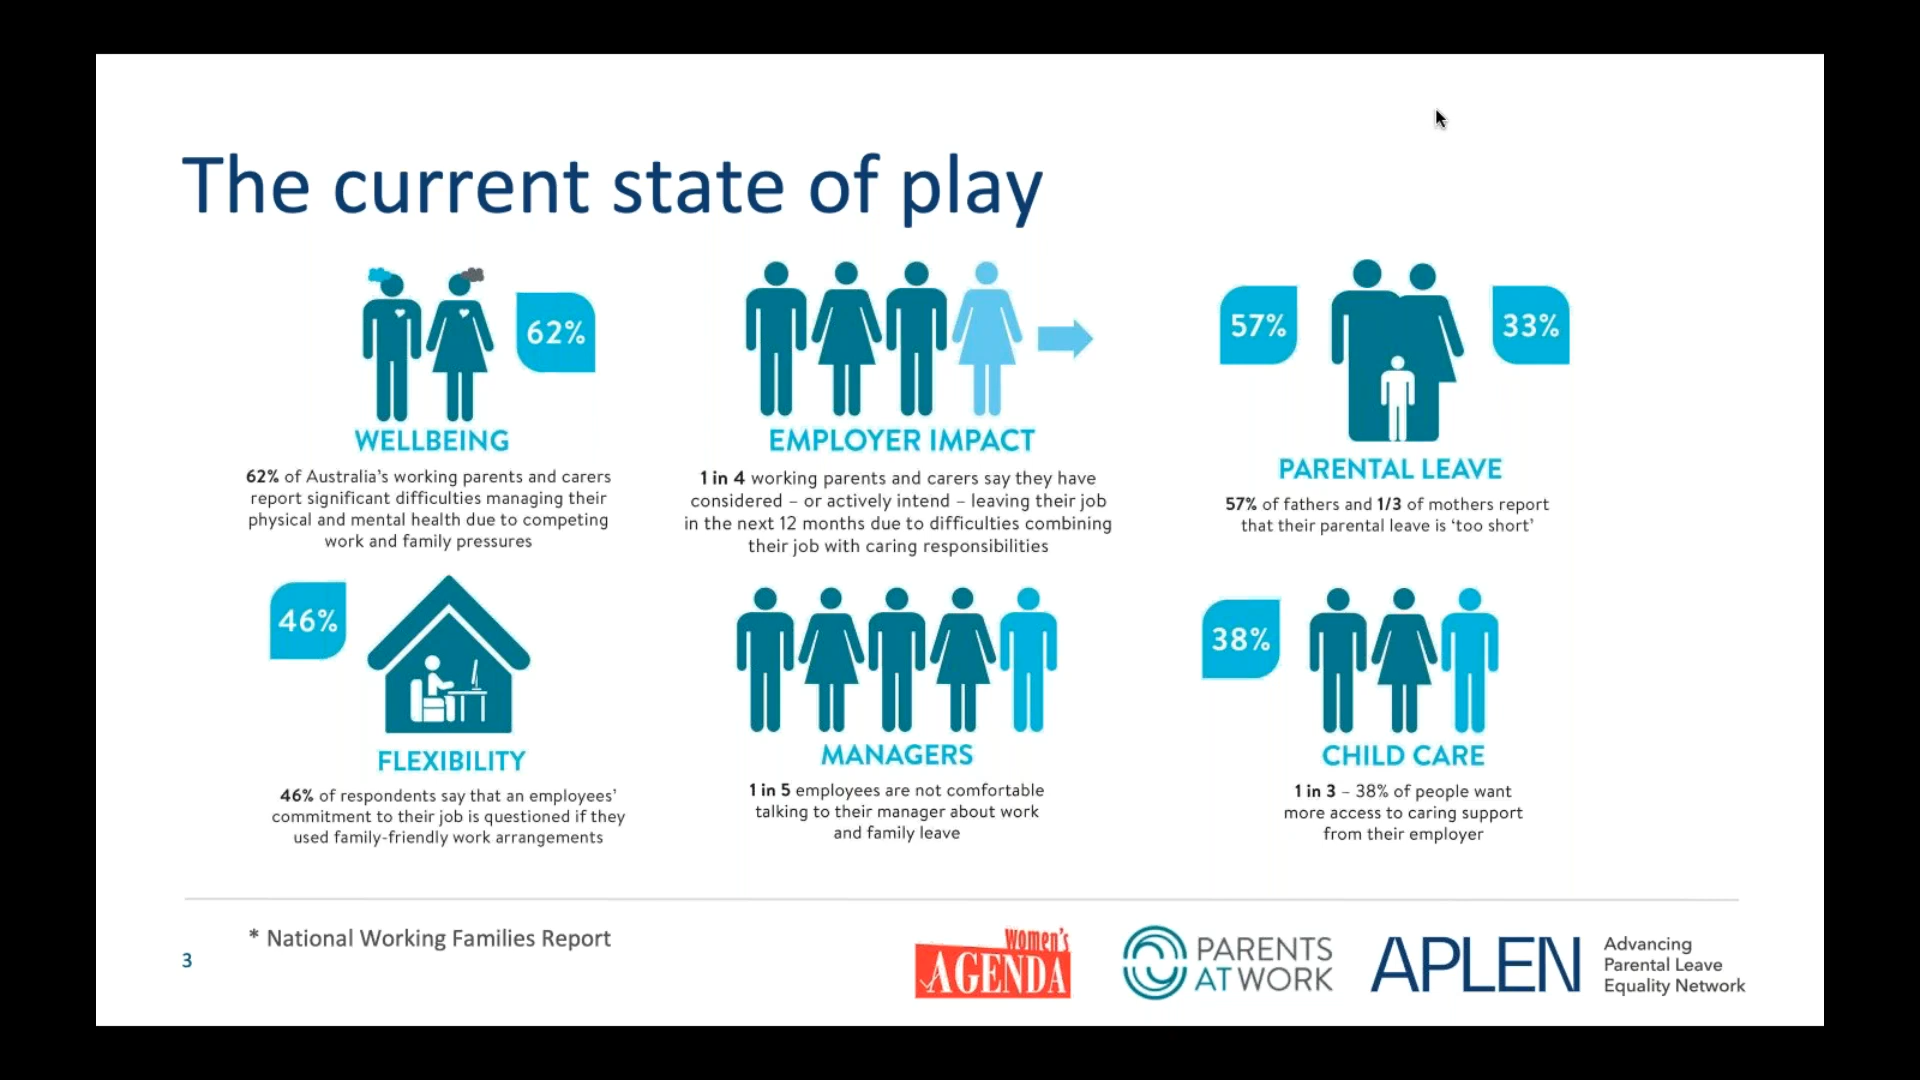 The current state of play
62%
WELLBEING
62% of Australia's working parents and carers
report significant difficulties managing their
physical and mental health due to competing
work and family pressures
EMPLOYER IMPACT
1 in 4 working parents and carers say they have
considered – or actively intend – leaving their job
in the next 12 months due to difficulties combining
their job with caring responsibilities
57%
33%
PARENTAL LEAVE
57% of fathers and 1/3 of mothers report
that their parental leave is ‘too short’
46%
FLEXIBILITY
46% of respondents say that an employees’
commitment to their job is questioned if they
used family-friendly work arrangements
MANAGERS
1 in 5 employees are not comfortable
talking to their manager about work
and family leave
38%
CHILD CARE
1 in 3 – 38% of people want
more access to caring support
from their employer
* National Working Families Report
3
women's
AGENDA
PARENTS
AT WORK
APLEN
Advancing
Parental Leave
Equality Network